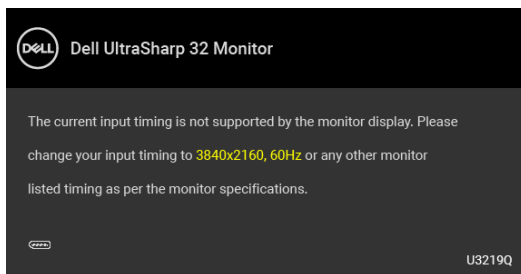 DELL
Dell UltraSharp 32 Monitor
The current input timing is not supported by the monitor display. Please
change your input timing to 3840x2160, 60Hz or any other monitor
listed timing as per the monitor specifications.
U3219Q